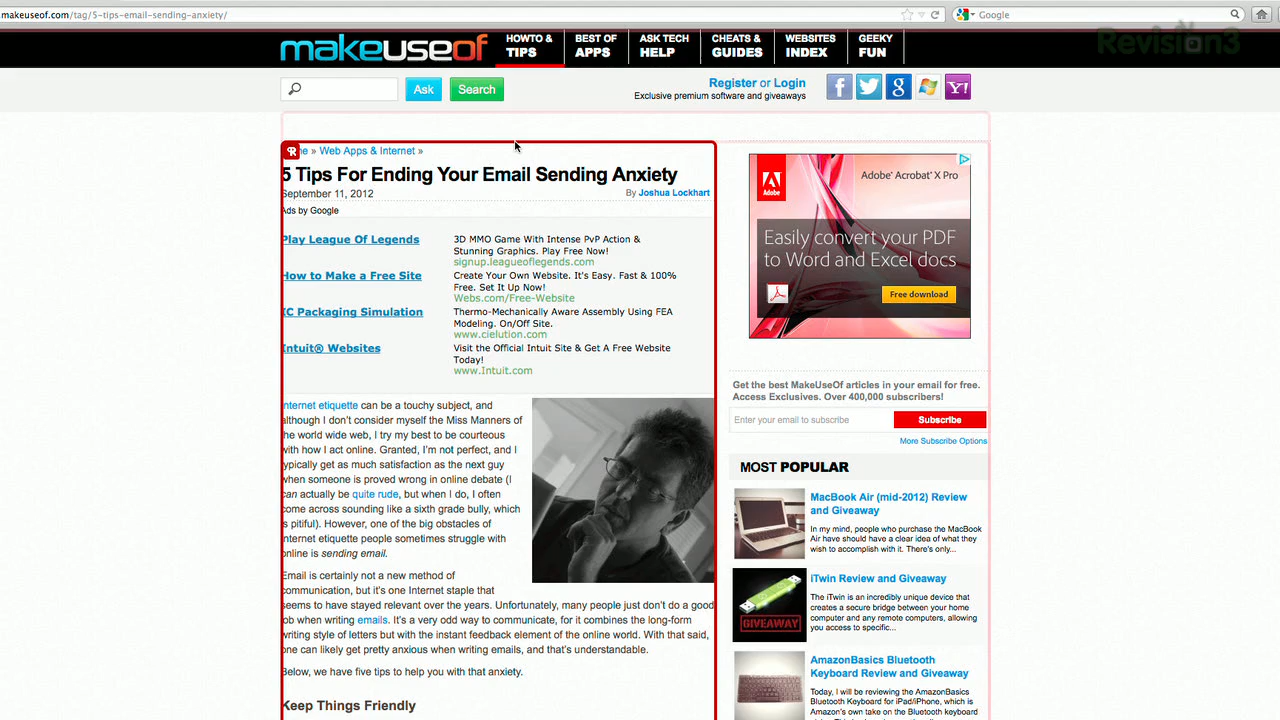 makeuseof.com/tag/5-tips-email-sending-anxiety/
Google
makeuseof
HOWTO &
TIPS
BEST OF
APPS
ASK TECH
HELP
CHEATS &
GUIDES
WEBSITES
INDEX
GEEKY
FUN
Revision3
Ask
Search
Register or Login
Exclusive premium software and giveaways
» Web Apps & Internet »
5 Tips For Ending Your Email Sending Anxiety
September 11, 2012
By Joshua Lockhart
Ads by Google
Play League Of Legends
3D MMO Game With Intense PvP Action &
Stunning Graphics. Play Free Now!
signup.leagueoflegends.com
How to Make a Free Site
Create Your Own Website. It's Easy. Fast & 100%
Free. Set It Up Now!
Webs.com/Free-Website
IC Packaging Simulation
Thermo-Mechanically Aware Assembly Using FEA
Modeling. On/Off Site.
www.cielution.com
Intuit® Websites
Visit the Official Intuit Site & Get A Free Website
Today!
www.Intuit.com
Internet etiquette can be a touchy subject, and
although I don't consider myself the Miss Manners of
the world wide web, I try my best to be courteous
with how I act online. Granted, I'm not perfect, and I
typically get as much satisfaction as the next guy
when someone is proved wrong in online debate (I
can actually be quite rude, but when I do, I often
come across sounding like a sixth grade bully, which
is pitiful). However, one of the big obstacles of
Internet etiquette people sometimes struggle with
online is sending email.
Email is certainly not a new method of
communication, but it's one Internet staple that
seems to have stayed relevant over the years. Unfortunately, many people just don't do a good
job when writing emails. It's a very odd way to communicate, for it combines the long-form
writing style of letters but with the instant feedback element of the online world. With that said,
one can likely get pretty anxious when writing emails, and that's understandable.
Below, we have five tips to help you with that anxiety.
Keep Things Friendly
Adobe
Adobe® Acrobat® X Pro
Easily convert your PDF
to Word and Excel docs
Free download
Get the best MakeUseOf articles in your email for free.
Access Exclusives. Over 400,000 subscribers!
Enter your email to subscribe
Subscribe
More Subscribe Options
MOST POPULAR
MacBook Air (mid-2012) Review
and Giveaway
In my mind, people who purchase the MacBook
Air have should have a clear idea of what they
wish to accomplish with it. There's only...
iTwin Review and Giveaway
GIVEAWAY
The iTwin is an incredibly unique device that
creates a secure bridge between your home
computer and any remote computers, allowing
you access to specific...
AmazonBasics Bluetooth
Keyboard Review and Giveaway
Today, I will be reviewing the AmazonBasics
Bluetooth Keyboard for iPad/iPhone, which is
Amazon's own take on the Bluetooth keyboard